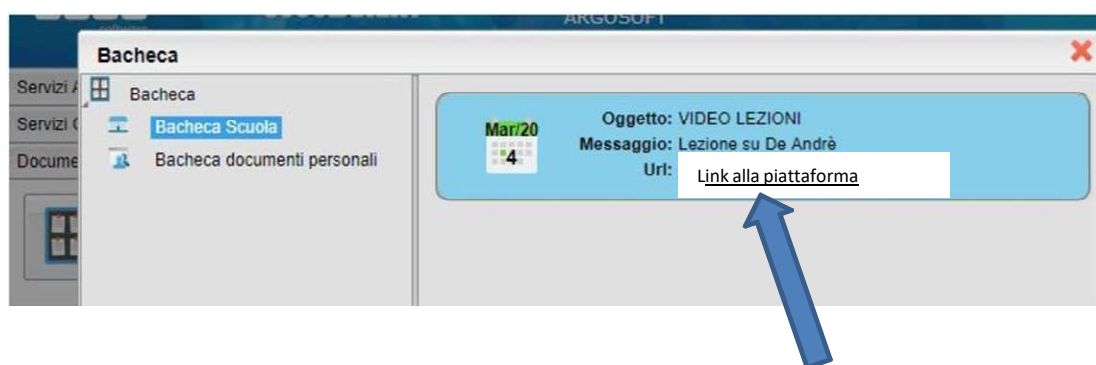 software
ARGOSOFT
Bacheca
Servizi
Servizi
Docume
Bacheca
Bacheca Scuola
Bacheca documenti personali
Mar/20
4
Oggetto: VIDEO LEZIONI
Messaggio: Lezione su De Andrè
Url: Link alla piattaforma